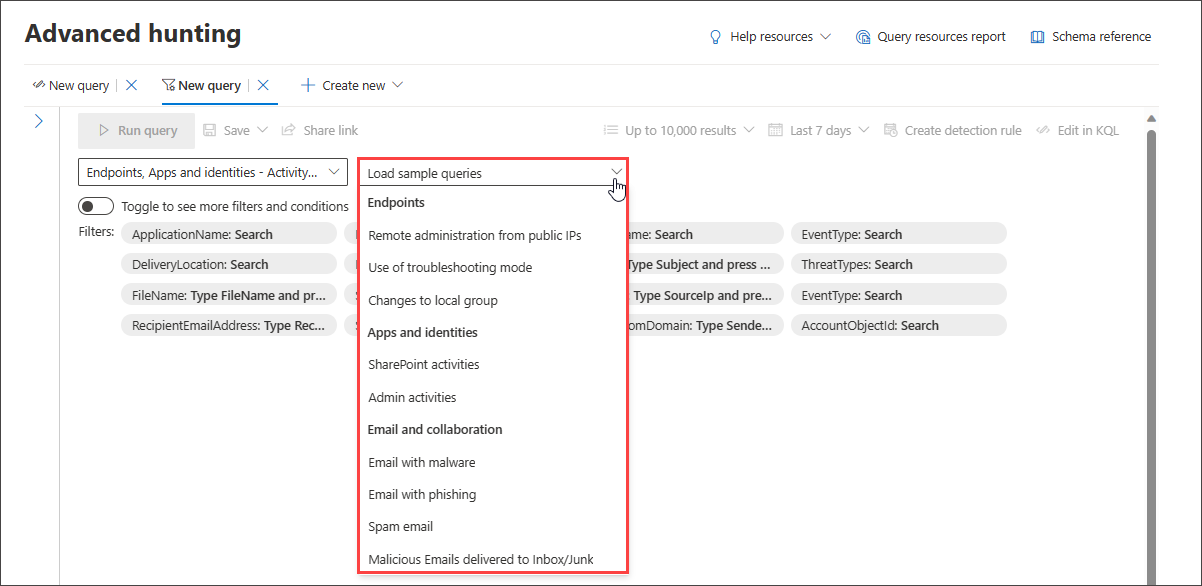 Advanced hunting
Help resources
Query resources report
Schema reference
New query
New query
Create new
Run query
Save
Share link
Up to 10,000 results
Last 7 days
Create detection rule
Edit in KQL
Endpoints, Apps and identities - Activity...
Load sample queries
Toggle to see more filters and conditions
Filters:
ApplicationName: Search
ame: Search
EventType: Search
DeliveryLocation: Search
Type Subject and press ...
ThreatTypes: Search
FileName: Type FileName and pr...
Type SourceIp and pre...
EventType: Search
RecipientEmailAddress: Type Rec...
omDomain: Type Sende...
AccountObjectId: Search
Endpoints
Remote administration from public IPs
Use of troubleshooting mode
Changes to local group
Apps and identities
SharePoint activities
Admin activities
Email and collaboration
Email with malware
Email with phishing
Spam email
Malicious Emails delivered to Inbox/Junk